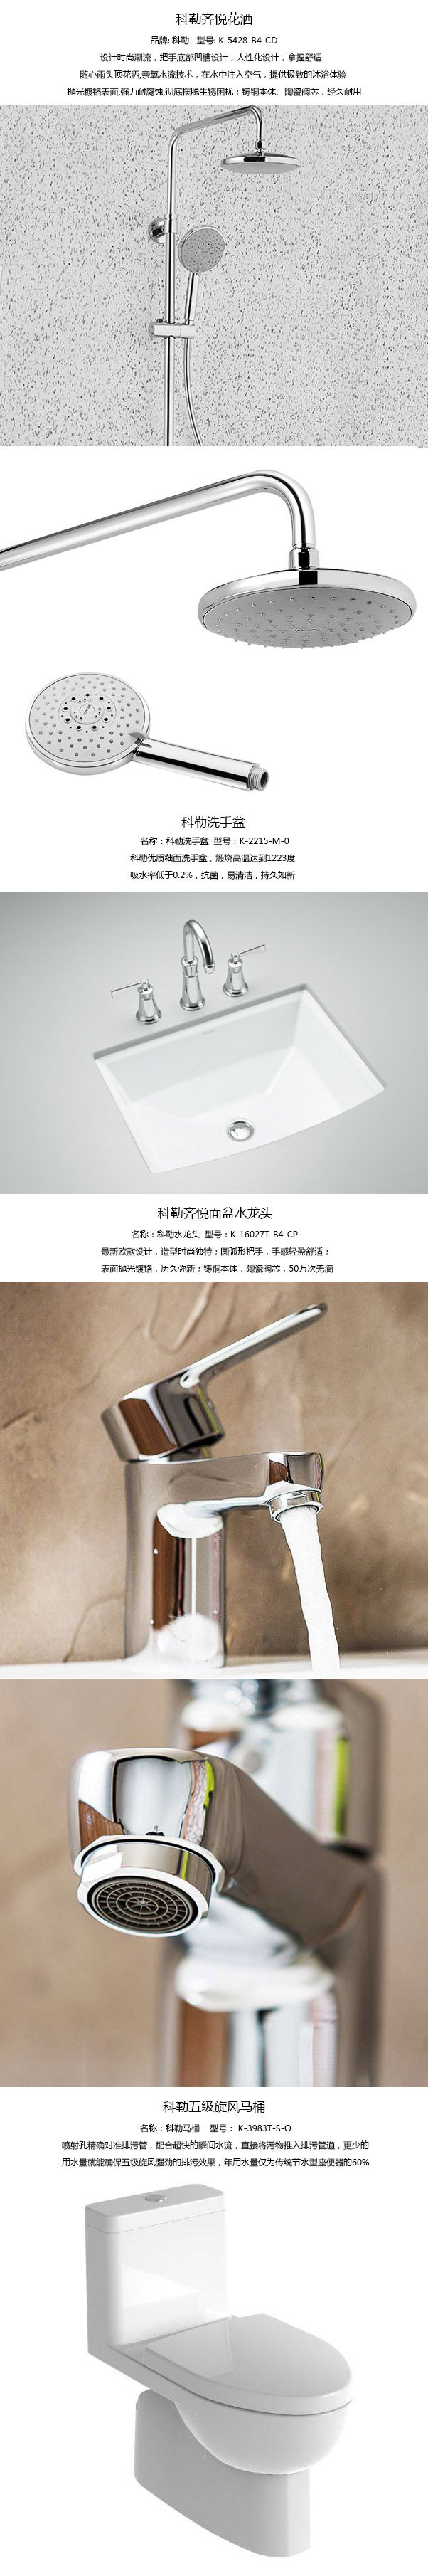 科勒齐悦花洒
品牌: 科勒 型号: K-5428-B4-CD
设计时尚潮流，把手底部凹槽设计，人性化设计，拿捏舒适
随心雨头顶花洒,亲氧水流技术，在水中注入空气，提供极致的沐浴体验
抛光镀铬表面,强力耐腐蚀,彻底摆脱生锈困扰；铸铜本体、陶瓷阀芯，经久耐用
科勒洗手盆
名称：科勒洗手盆 型号：K-2215-M-0
科勒优质釉面洗手盆，煅烧高温达到1223度
吸水率低于0.2%，抗菌，易清洁，持久如新
科勒齐悦面盆水龙头
名称：科勒水龙头 型号：K-16027T-B4-CP
最新欧款设计，造型时尚独特；圆弧形把手，手感轻盈舒适；
表面抛光镀铬，历久弥新；铸铜本体，陶瓷阀芯，50万次无滴
科勒五级旋风马桶
名称：科勒马桶 型号： K-3983T-S-O
喷射孔精确对准排污管，配合超快的瞬间水流，直接将污物推入排污管道，更少的
用水量就能确保五级旋风强劲的排污效果，年用水量仅为传统节水型座便器的60%